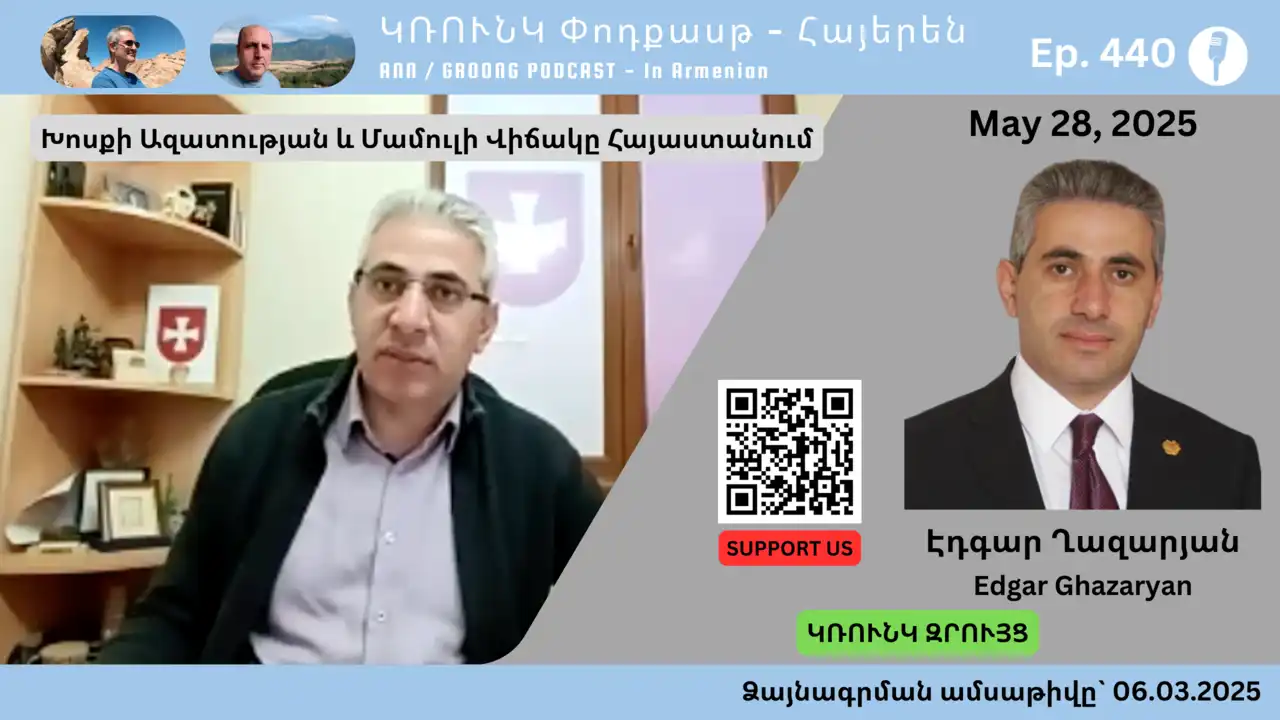 ԿՌՈՒՆԿ Փոդքասթ - Հայերեն
ANN / GROONG PODCAST - In Armenian
Ep. 440
Խոսքի Ազատության և Մամուլի Վիճակը Հայաստանում
May 28, 2025
SUPPORT US
Էդգար Ղազարյան
Edgar Ghazaryan
ԿՌՈՒՆԿ ԶՐՈՒՅՑ
Ձայնագրման ամսաթիվը՝ 06.03.2025